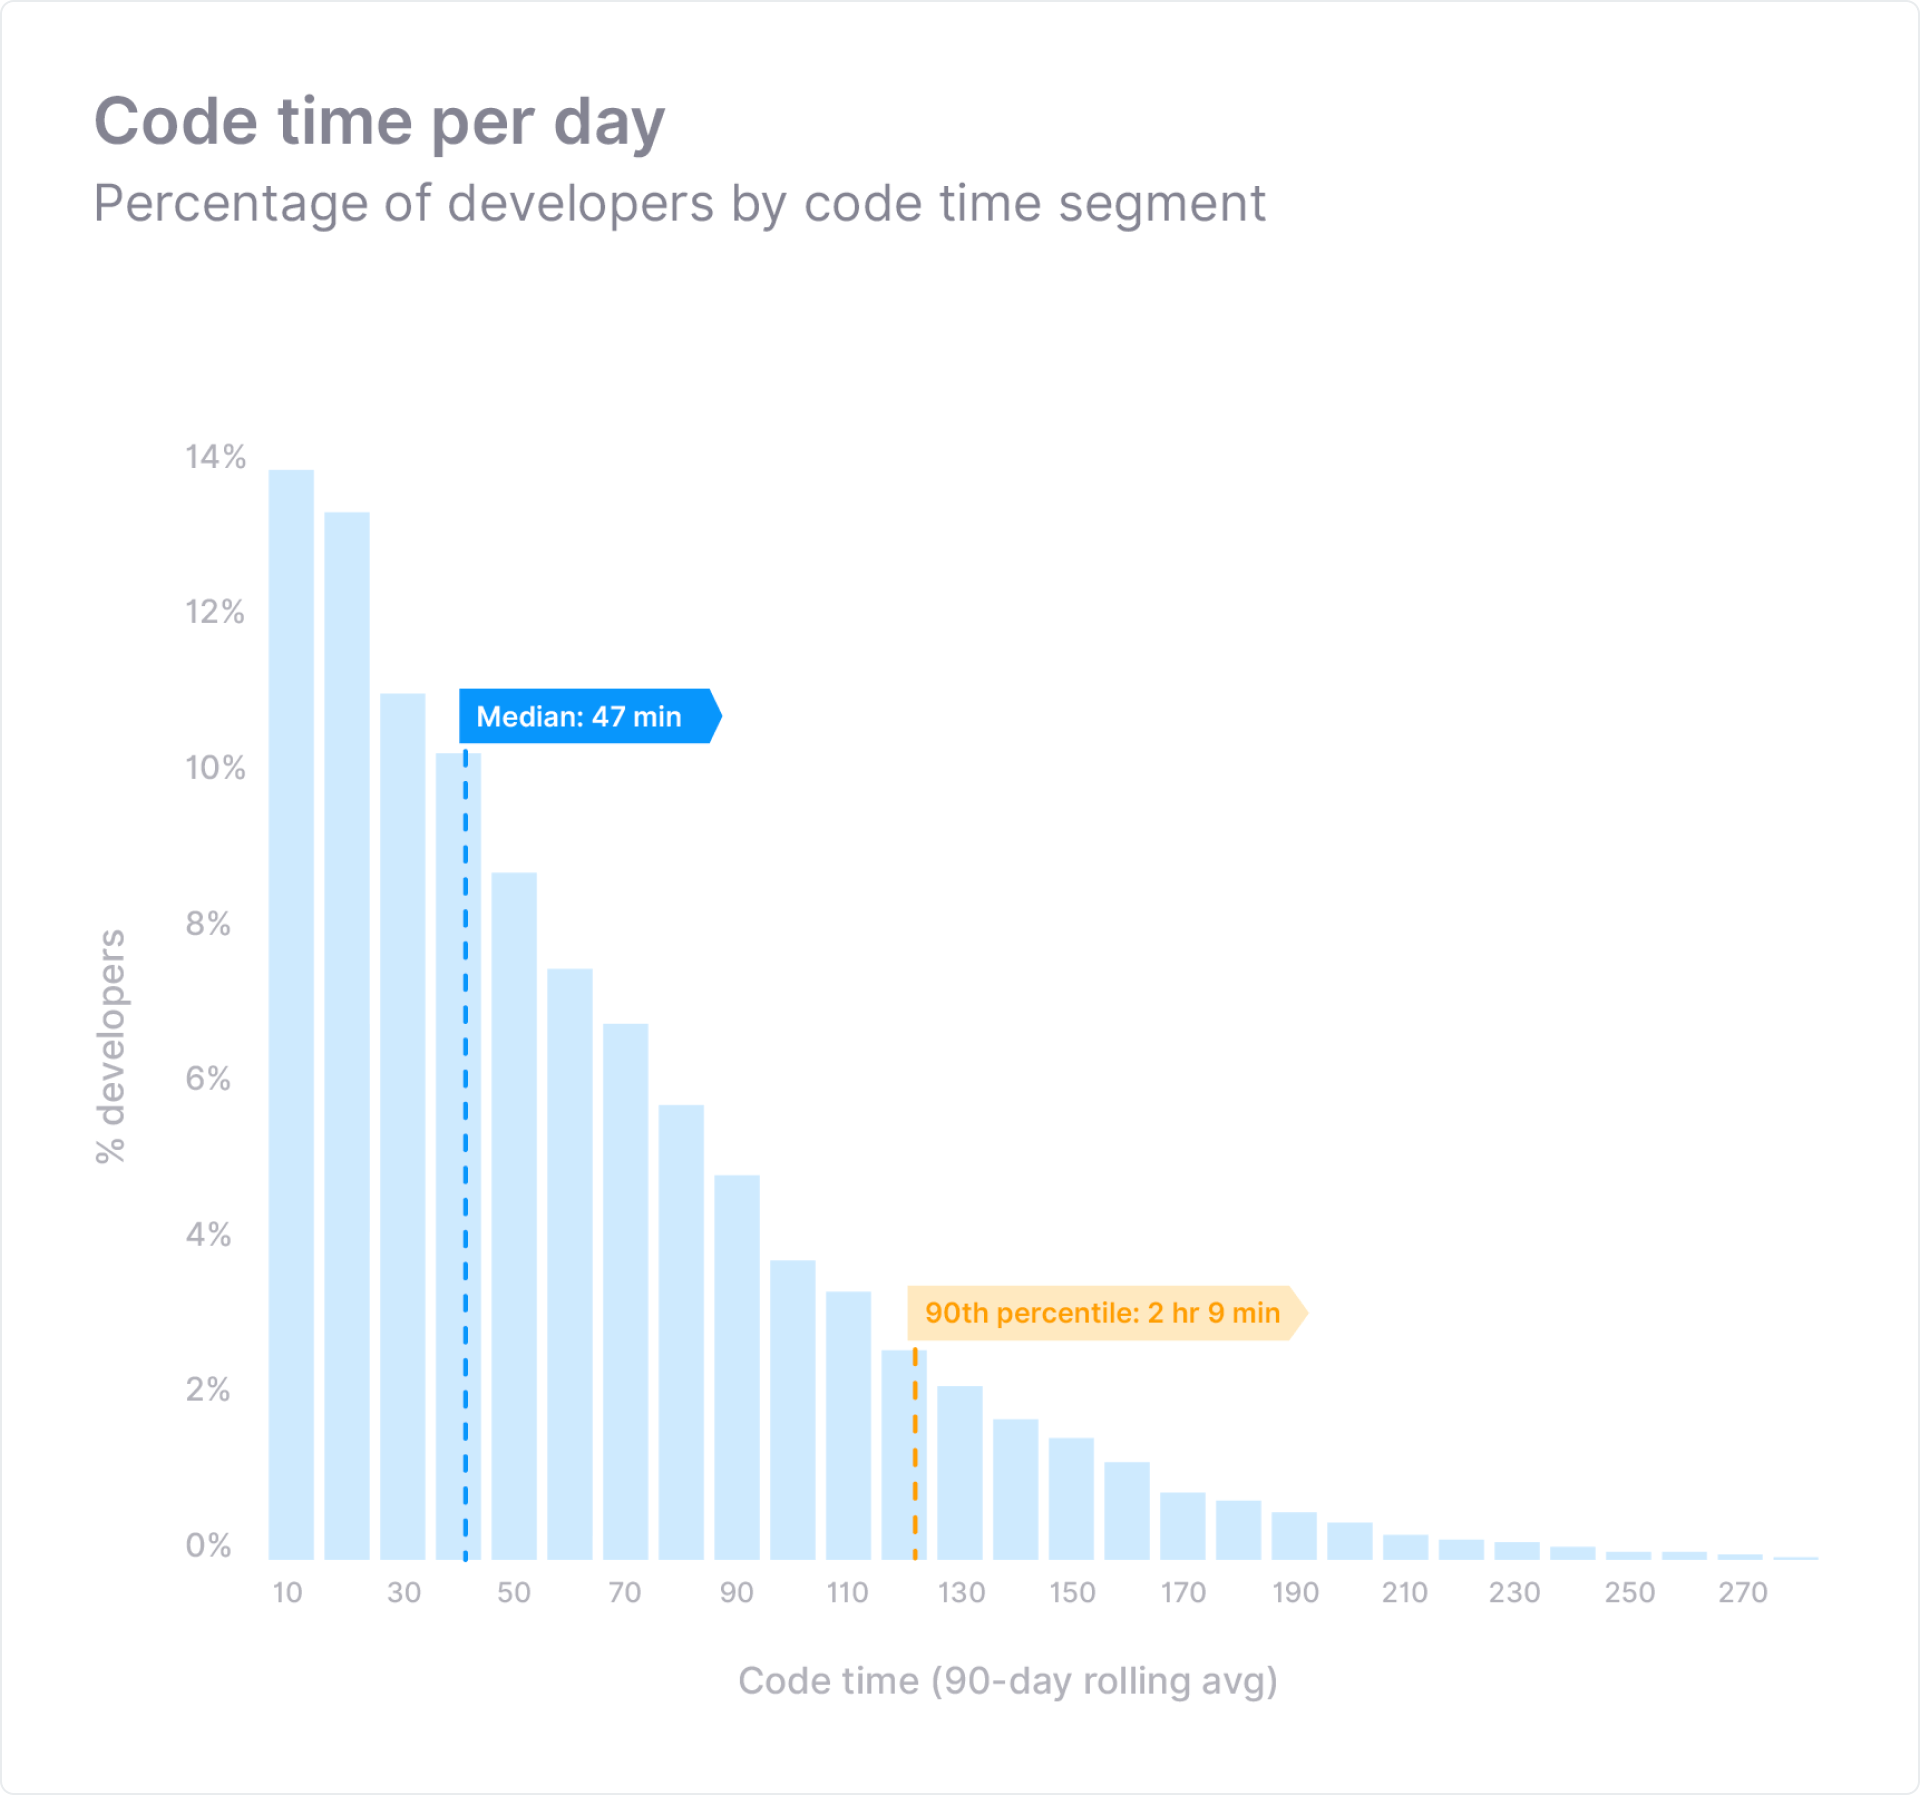 Code time per day
Percentage of developers by code time segment
14%
12%
10%
8%
6%
4%
2%
0%
% developers
Median: 47 min
90th percentile: 2 hr 9 min
10 30 50 70 90 110 130 150 170 190 210 230 250 270
Code time (90-day rolling avg)